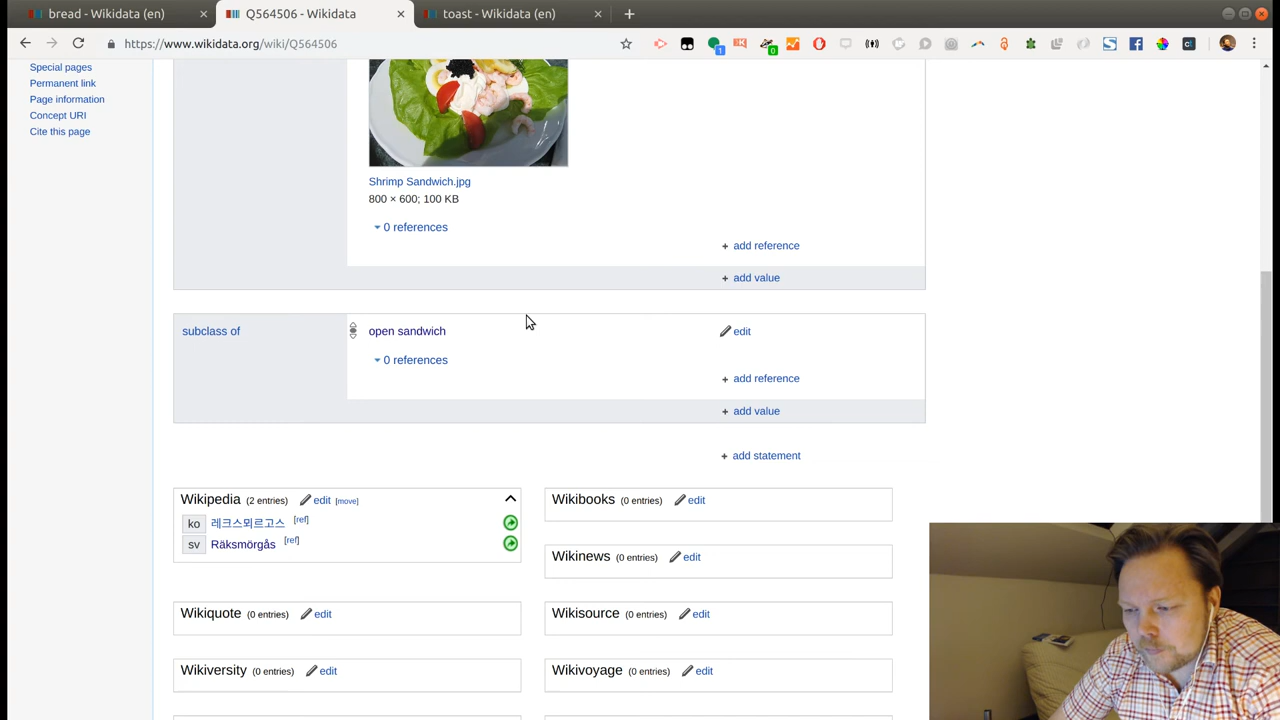 bread - Wikidata (en)
Q564506 - Wikidata
toast - Wikidata (en)
https://www.wikidata.org/wiki/Q564506
1
0
Special pages
Permanent link
Page information
Concept URI
Cite this page
Shrimp Sandwich.jpg
800 × 600; 100 KB
0 references
+ add reference
+ add value
subclass of
open sandwich
edit
0 references
+ add reference
+ add value
+ add statement
Wikipedia (2 entries) edit [move]
ko 레크스뫼르고스 [ref]
sv Räksmörgås [ref]
Wikibooks (0 entries) edit
Wikinews (0 entries) edit
Wikiquote (0 entries) edit
Wikisource (0 entries) edit
Wikiversity (0 entries) edit
Wikivoyage (0 entries) edit